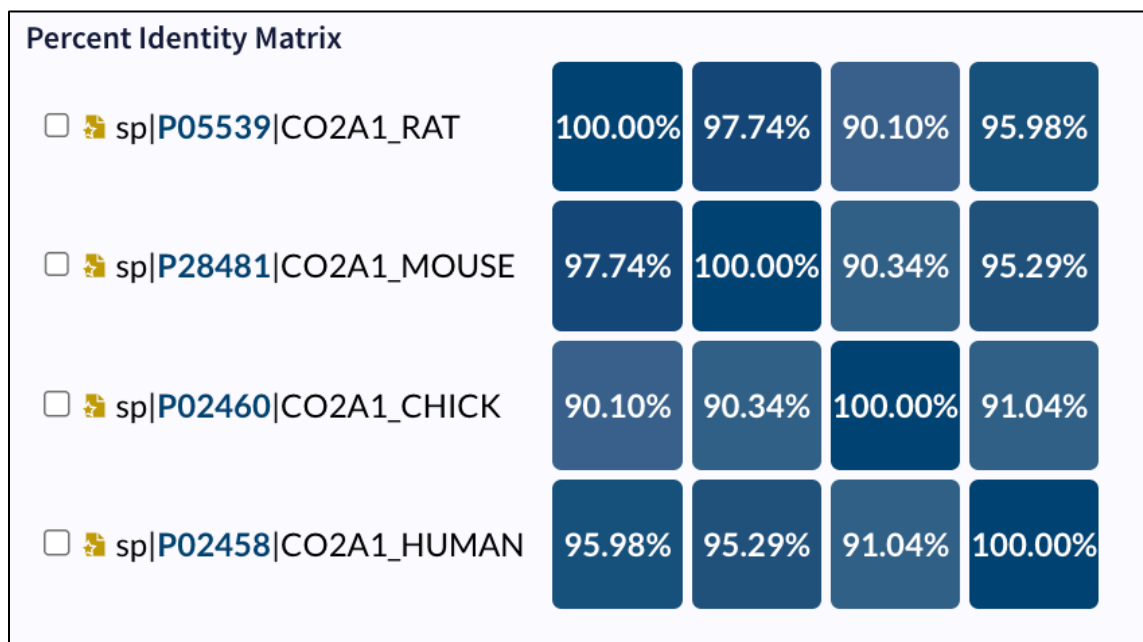 Percent Identity Matrix
sp|P05539|CO2A1_RAT 100.00% 97.74% 90.10% 95.98%
sp|P28481|CO2A1_MOUSE 97.74% 100.00% 90.34% 95.29%
sp|P02460|CO2A1_CHICK 90.10% 90.34% 100.00% 91.04%
sp|P02458|CO2A1_HUMAN 95.98% 95.29% 91.04% 100.00%